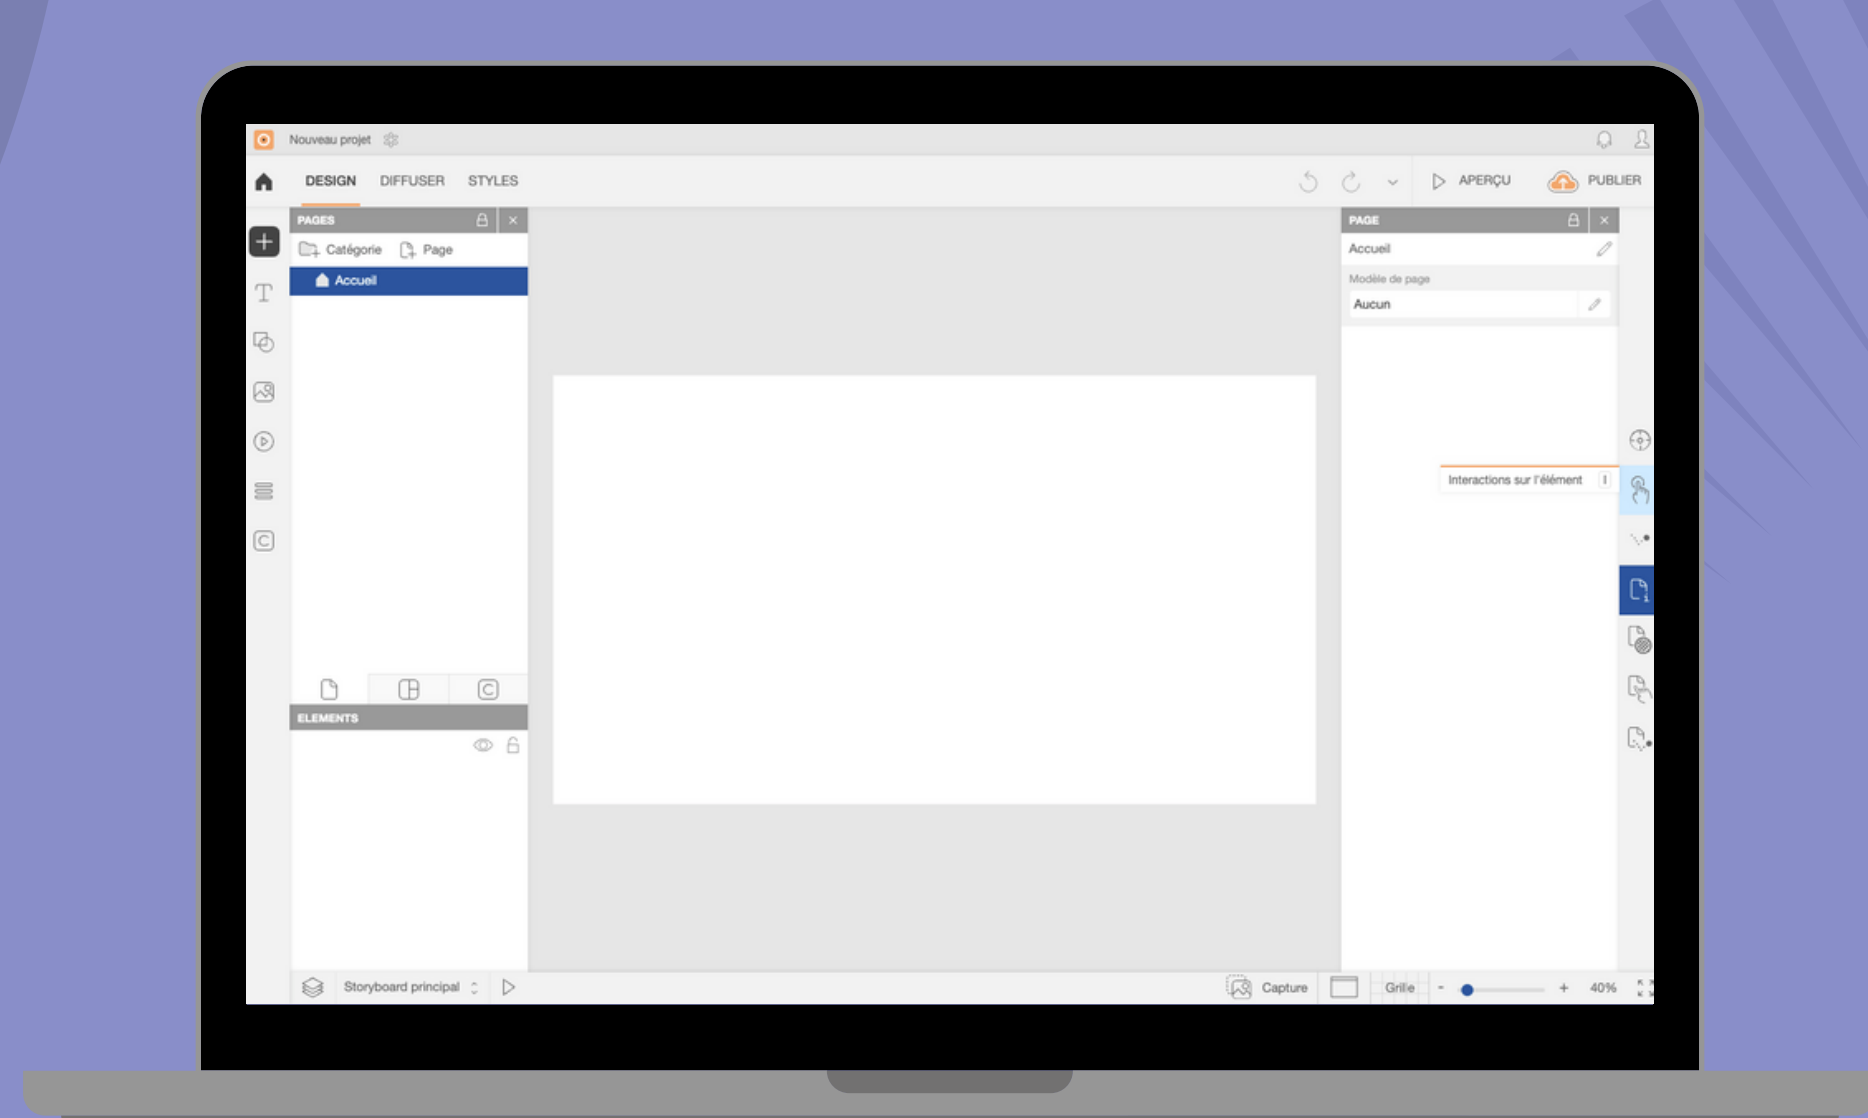 Nouveau projet
DESIGN DIFFUSER STYLES
APERÇU PUBLIER
PAGES
Catégorie Page
Accueil
ELEMENTS
PAGE
Accueil
Modèle de page
Aucun
Interactions sur l'élément I
Storyboard principal
Capture Grille - + 40%